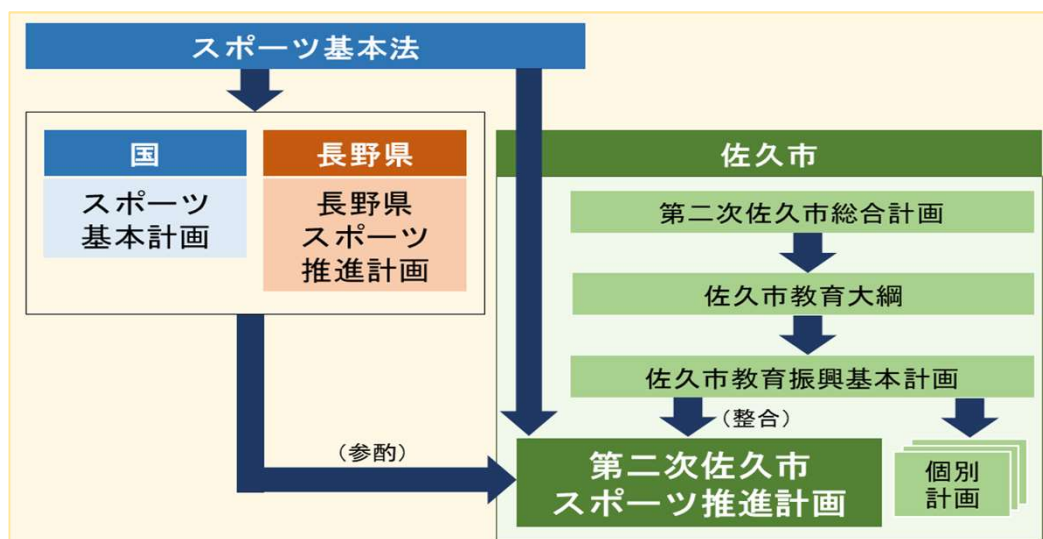 スポーツ基本法
国
スポーツ
基本計画
長野県
長野県
スポーツ
推進計画
佐久市
第二次佐久市総合計画
佐久市教育大綱
佐久市教育振興基本計画
(整合)
(参酌)
第二次佐久市
スポーツ推進計画
個別
計画